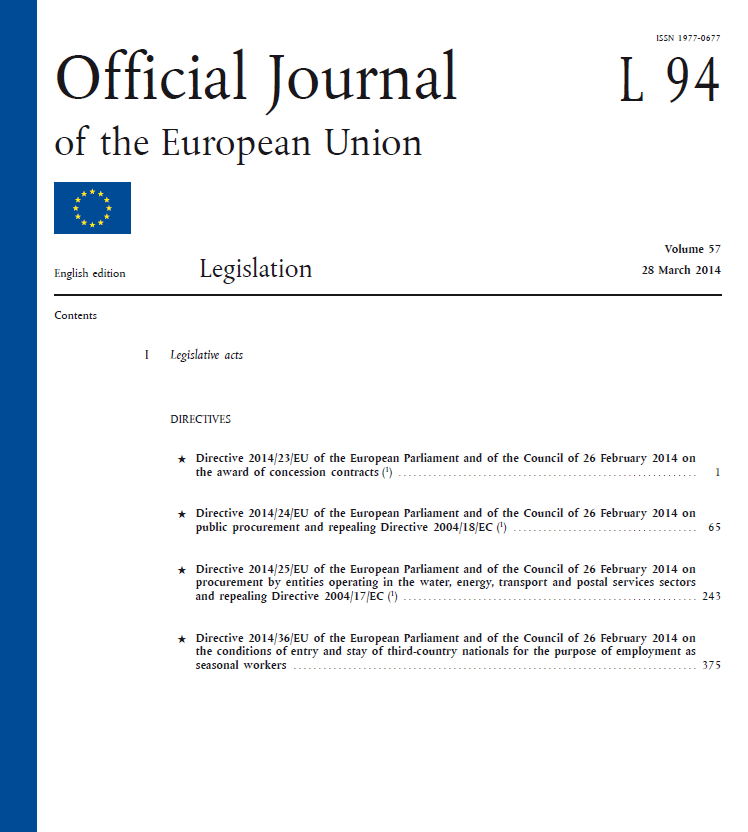 ISSN 1977-0677
Official Journal
L 94
of the European Union
Volume 57
English edition
Legislation
28 March 2014
Contents
I Legislative acts
DIRECTIVES
★ Directive 2014/23/EU of the European Parliament and of the Council of 26 February 2014 on
the award of concession contracts (¹) ............................................................ 1
★ Directive 2014/24/EU of the European Parliament and of the Council of 26 February 2014 on
public procurement and repealing Directive 2004/18/EC (¹) ..................................... 65
★ Directive 2014/25/EU of the European Parliament and of the Council of 26 February 2014 on
procurement by entities operating in the water, energy, transport and postal services sectors
and repealing Directive 2004/17/EC (¹) ........................................................... 243
★ Directive 2014/36/EU of the European Parliament and of the Council of 26 February 2014 on
the conditions of entry and stay of third-country nationals for the purpose of employment as
seasonal workers ................................................................................. 375